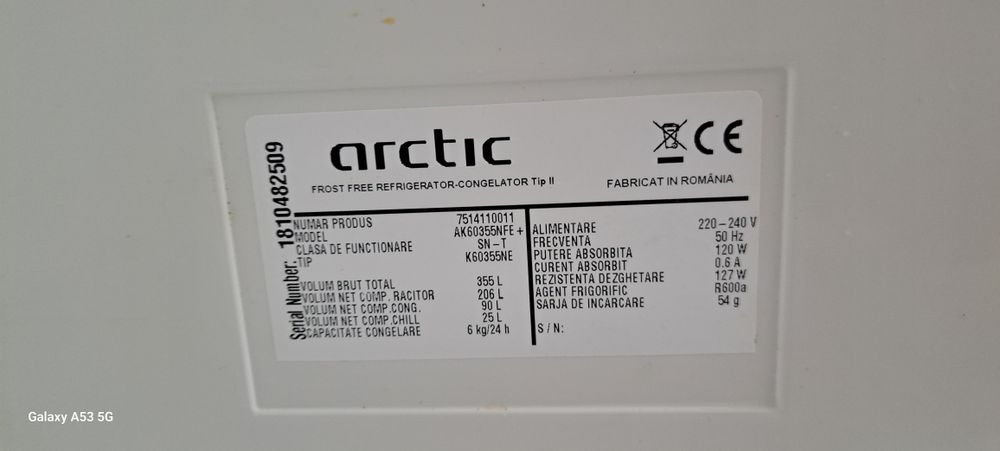 arctic
FROST FREE REFRIGERATOR-CONGELATOR Tip II
FABRICAT IN ROMÂNIA
Serial Number: 1810482509
NUMAR PRODUS 7514110011
MODEL AK60355NFE+
CLASA DE FUNCTIONARE SN-T
TIP K60355NE
VOLUM BRUT TOTAL 355 L
VOLUM NET COMP. RACITOR 206 L
VOLUM NET COMP.CONG. 90 L
VOLUM NET COMP.CHILL 25 L
CAPACITATE CONGELARE 6 kg/24 h
ALIMENTARE 220-240 V
FRECVENTA 50 Hz
PUTERE ABSORBITA 120 W
CURENT ABSORBIT 0.6 A
REZISTENTA DEZGHETARE 127 W
AGENT FRIGORIFIC R600a
SARJA DE INCARCARE 54 g
S / N:
Galaxy A53 5G